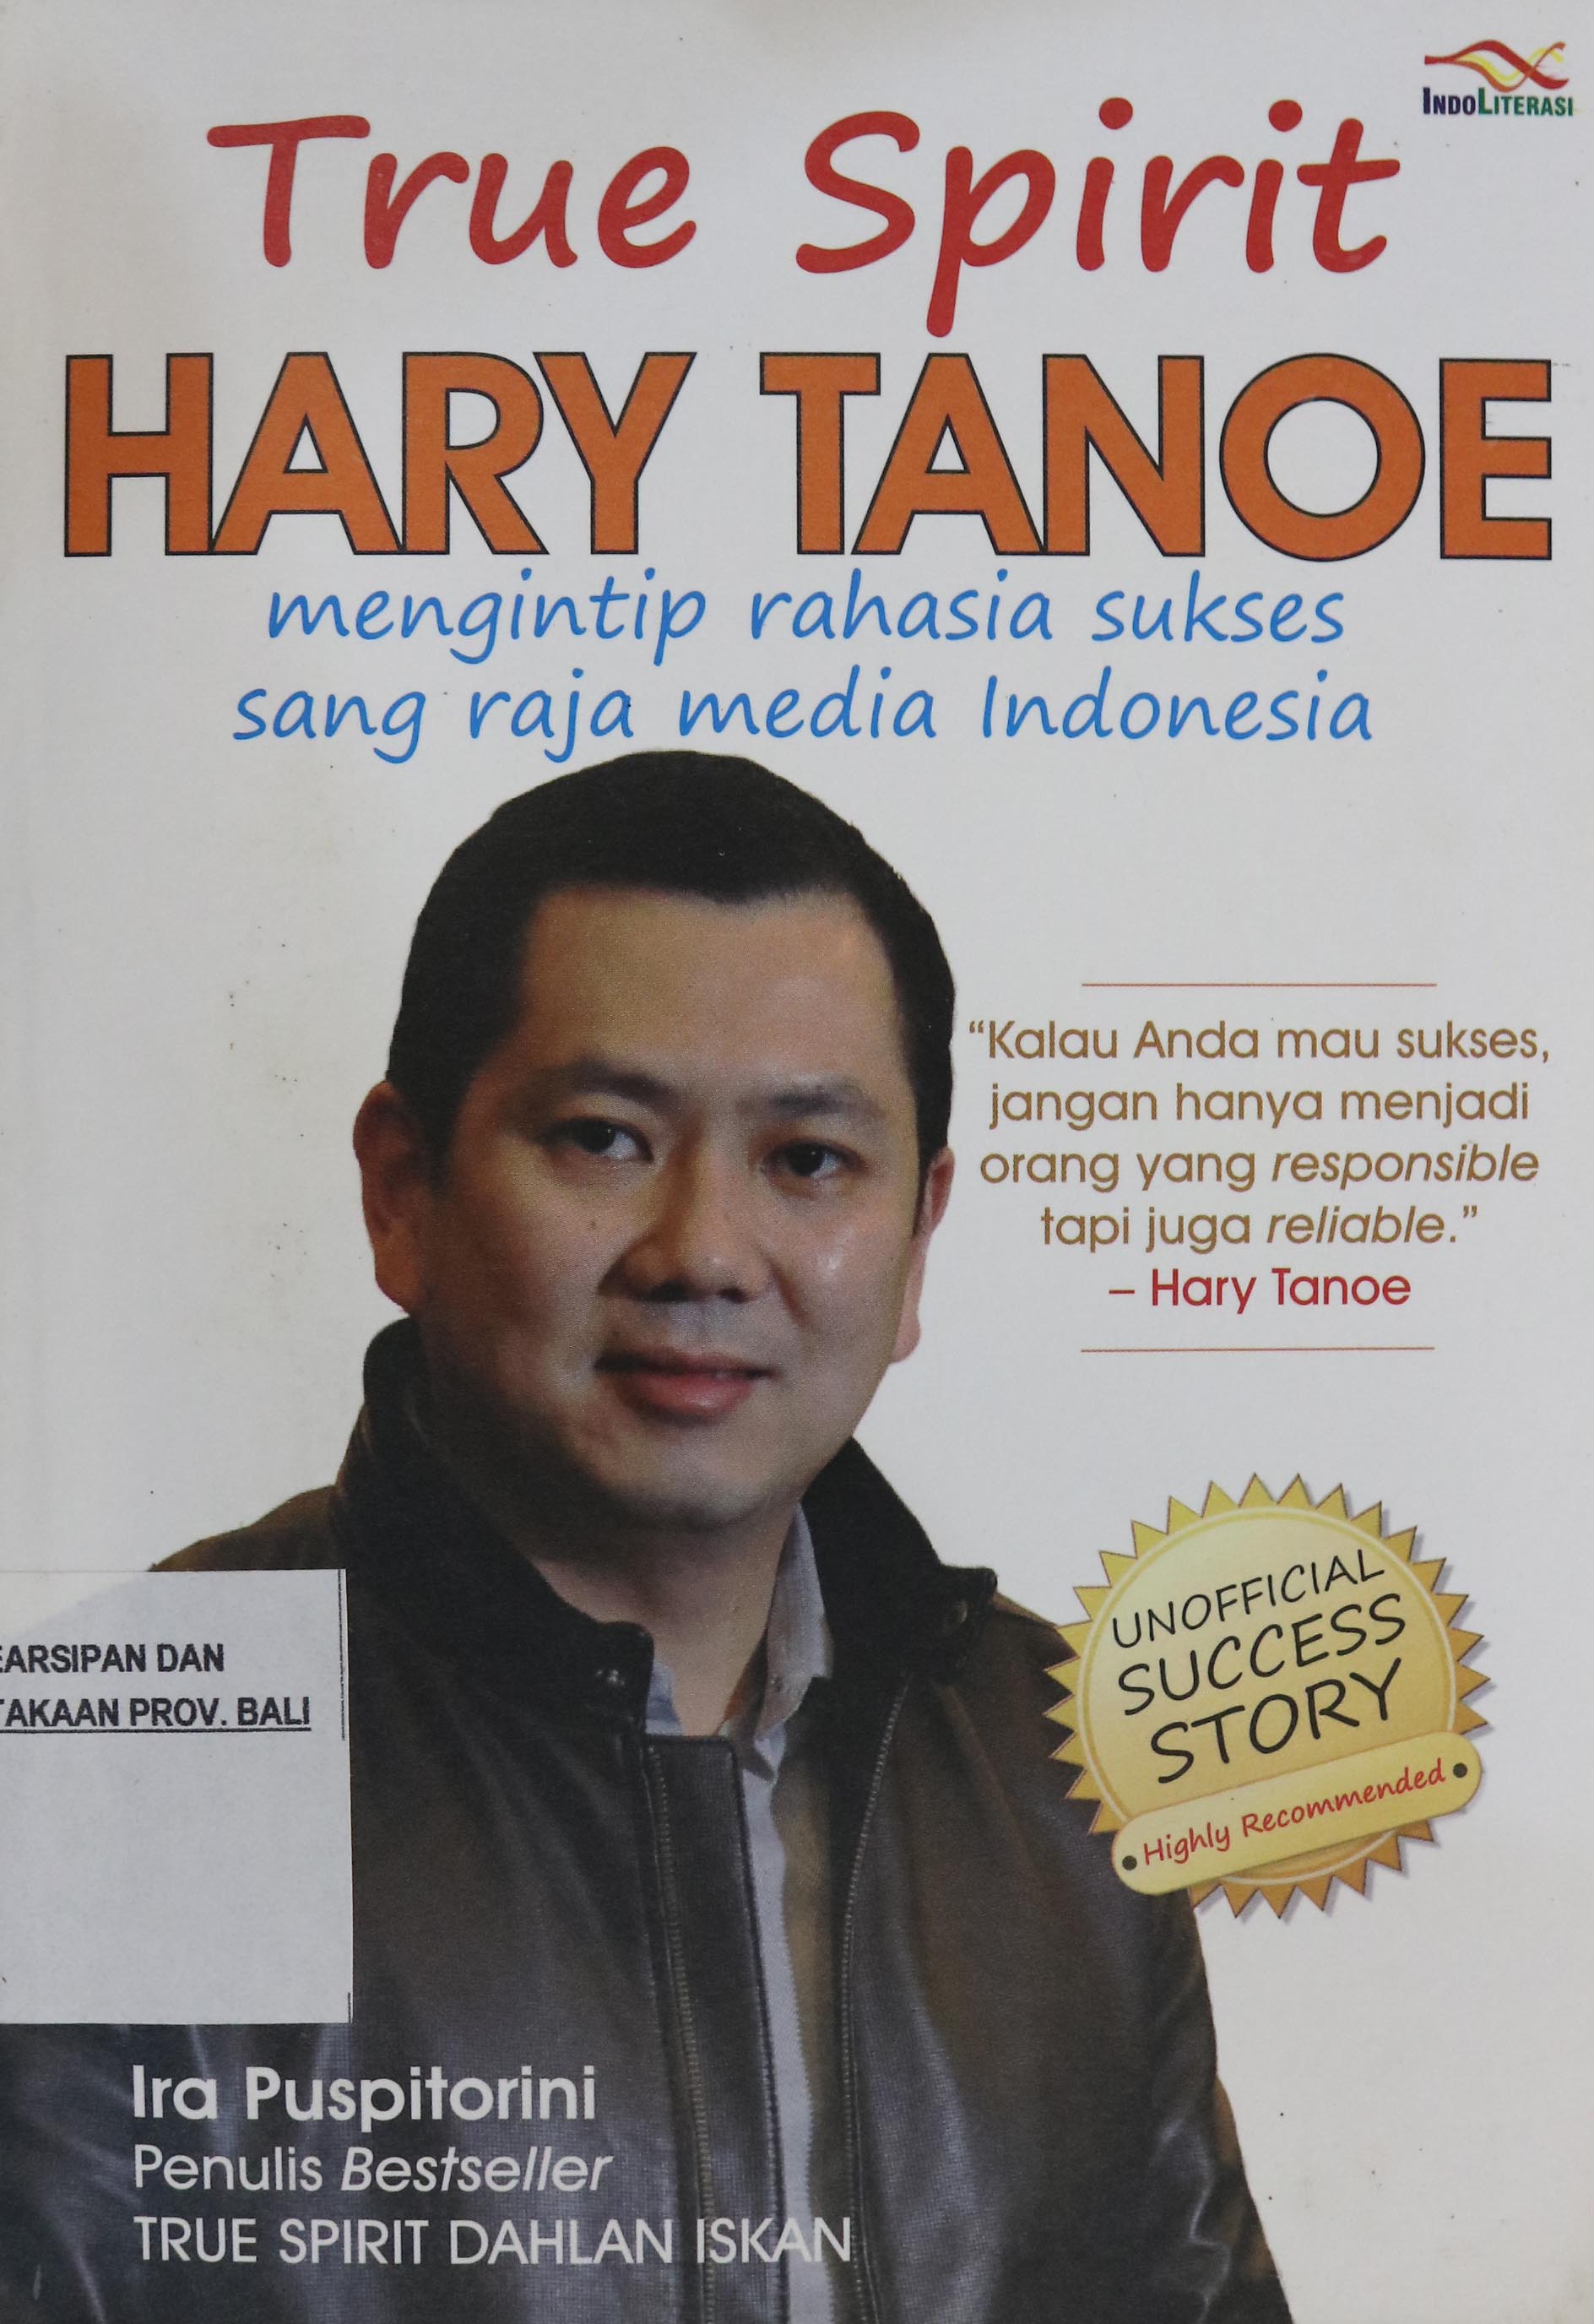 INDOLITERASI
True Spirit
HARY TANOE
mengintip rahasia sukses
sang raja media Indonesia
“Kalau Anda mau sukses,
jangan hanya menjadi
orang yang responsible
tapi juga reliable.”
– Hary Tanoe
UNOFFICIAL
SUCCESS
STORY
Highly Recommended
EARSIPAN DAN
TAKAAN PROV. BALI
Ira Puspitorini
Penulis Bestseller
TRUE SPIRIT DAHLAN ISKAN